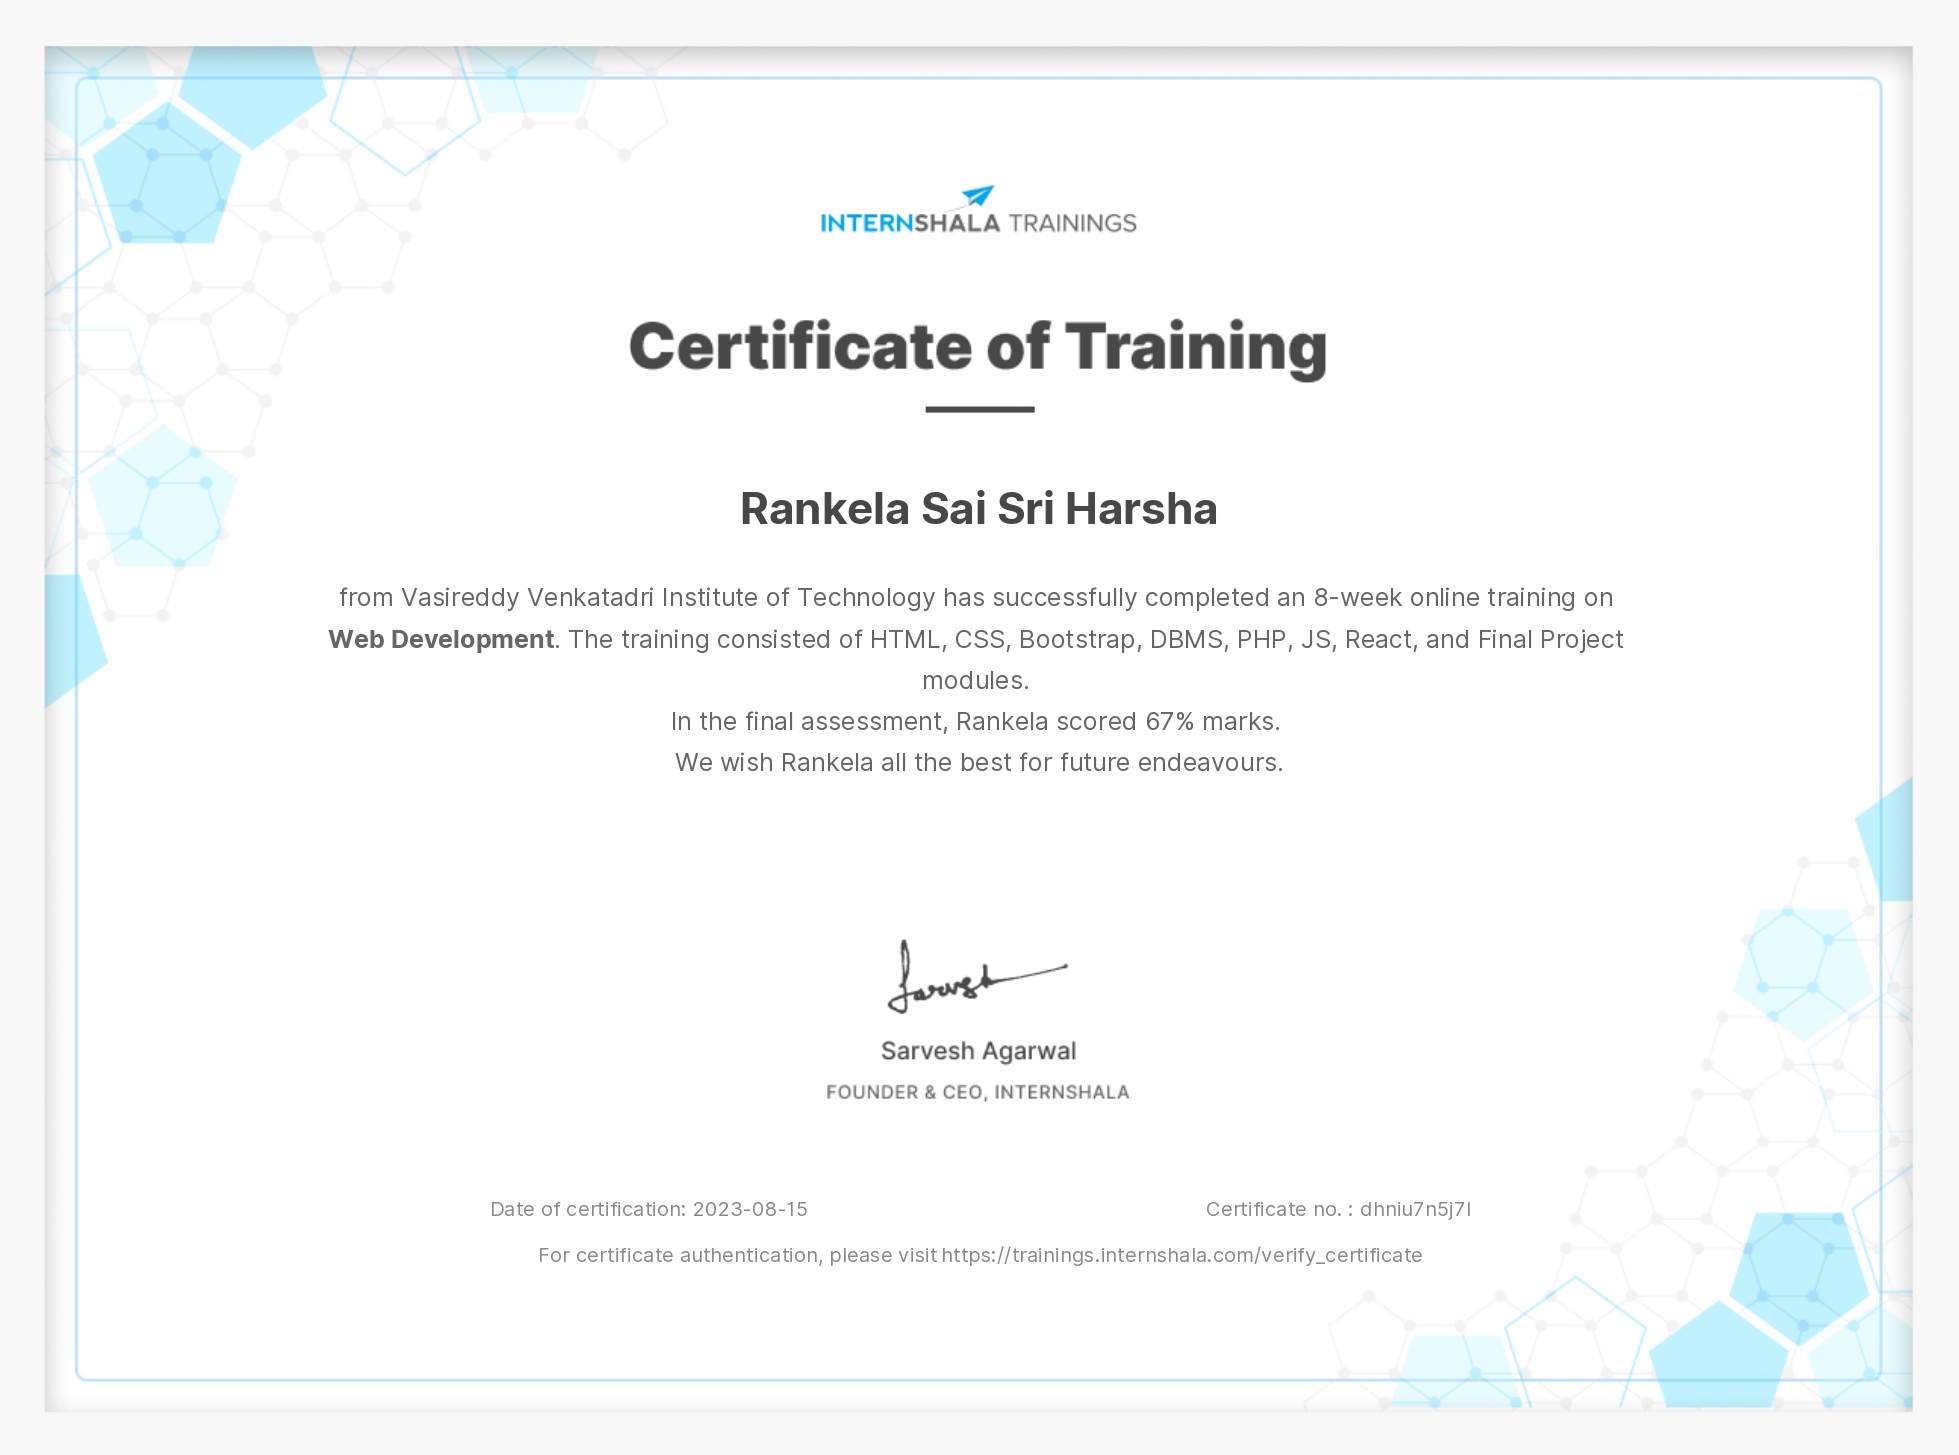 INTERNSHALA TRAININGS
Certificate of Training
Rankela Sai Sri Harsha
from Vasireddy Venkatadri Institute of Technology has successfully completed an 8-week online training on
Web Development. The training consisted of HTML, CSS, Bootstrap, DBMS, PHP, JS, React, and Final Project
modules.
In the final assessment, Rankela scored 67% marks.
We wish Rankela all the best for future endeavours.
Sarvesh
Sarvesh Agarwal
FOUNDER & CEO, INTERNSHALA
Date of certification: 2023-08-15
Certificate no. : dhniu7n5j7l
For certificate authentication, please visit https://trainings.internshala.com/verify_certificate